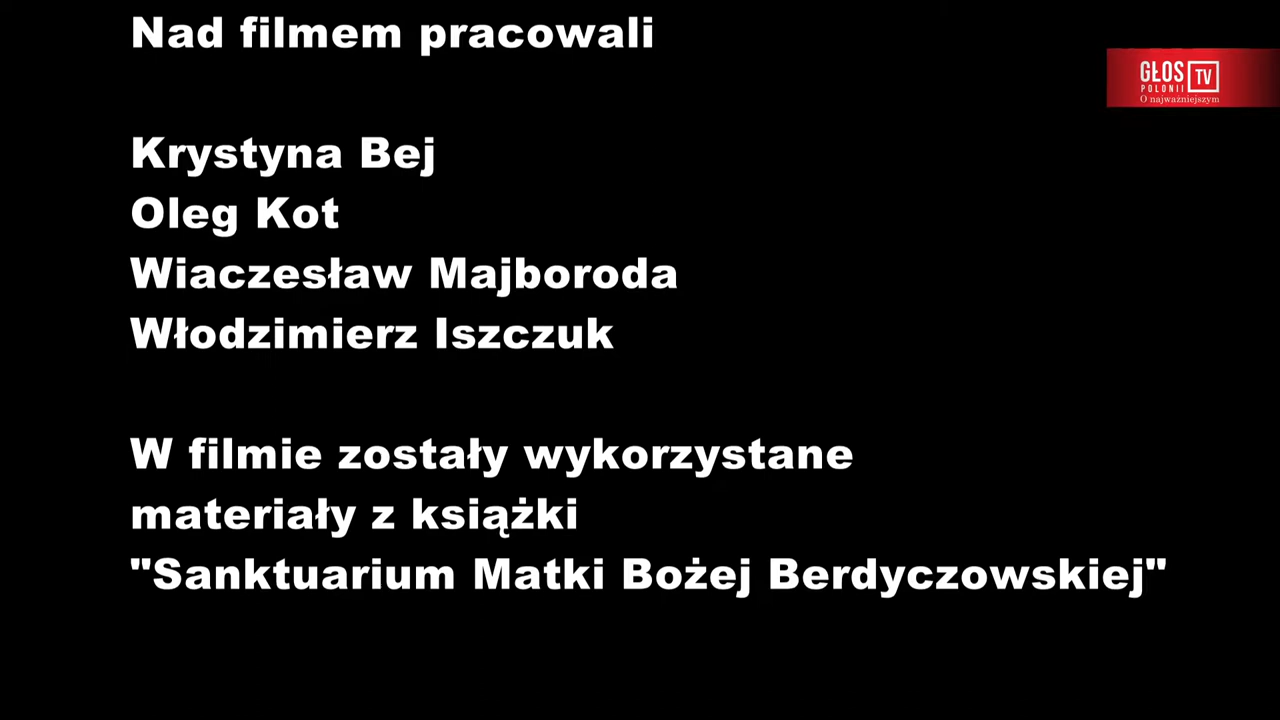 Nad filmem pracowali
GŁOS TV
POLONII
O najważniejszym
Krystyna Bej
Oleg Kot
Wiaczesław Majboroda
Włodzimierz Iszczuk
W filmie zostały wykorzystane
materiały z książki
"Sanktuarium Matki Bożej Berdyczowskiej"